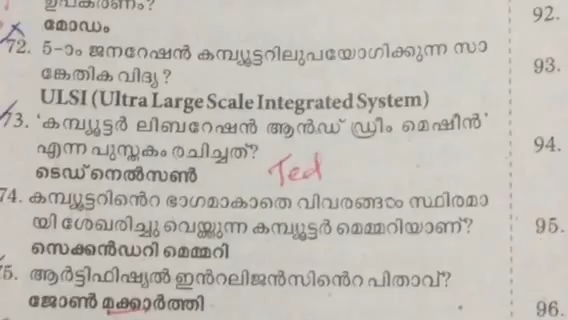 ഉപകരണം?
മോഡം
72. 5-ാം ജനറേഷൻ കമ്പ്യൂട്ടറിലുപയോഗിക്കുന്ന സാ
ങ്കേതിക വിദ്യ?
ULSI (Ultra Large Scale Integrated System)
73. 'കമ്പ്യൂട്ടർ ലിബറേഷൻ ആൻഡ് ഡ്രീം മെഷീൻ'
എന്ന പുസ്തകം രചിച്ചത്?
ടെഡ് നെൽസൺ
Ted
74. കമ്പ്യൂട്ടറിന്റെ ഭാഗമാകാതെ വിവരങ്ങൾ സ്ഥിരമാ
യി ശേഖരിച്ചു വെയ്ക്കുന്ന കമ്പ്യൂട്ടർ മെമ്മറിയാണ്?
സെക്കൻഡറി മെമ്മറി
75. ആർട്ടിഫിഷ്യൽ ഇൻറലിജൻസിൻെറ പിതാവ്?
ജോൺ മക്കാർത്തി
92.
93.
94.
95.
96.